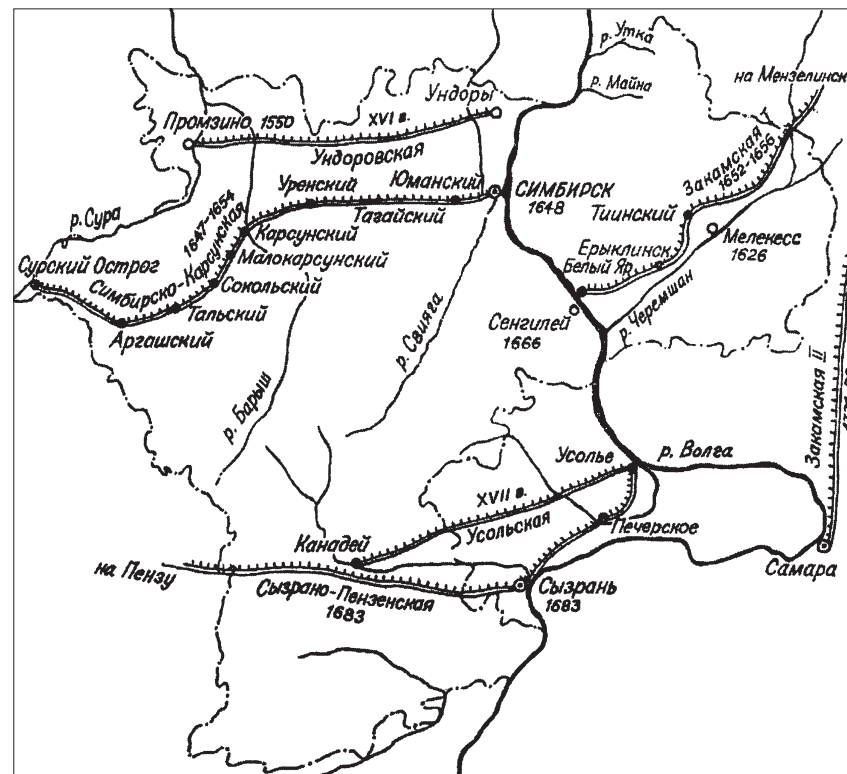 р. Утка
р. Майна
на Мензелинск
Ундоры
Промзино 1550
XVI в.
Ундоровская
Закамская
1652-1656
Юманский
Уренский
Тагайский
СИМБИРСК
1648
Тиинский
Мелекесс
1626
р. Сура
1647-1654
Карсунский
Малокарсунский
Симбирско-Карсунская
Сурский Острог
Сокольский
Тальский
Аргашский
Ерыклинск
Белый Яр
р. Черемшан
Сенгилей
1666
р. Свияга
р. Барыш
Закамская II
Усолье
р. Волга
XVII в.
Усольская
Печерское
Канадей
на Пензу
Сызрано-Пензенская
1683
Сызрань
1683
Самара